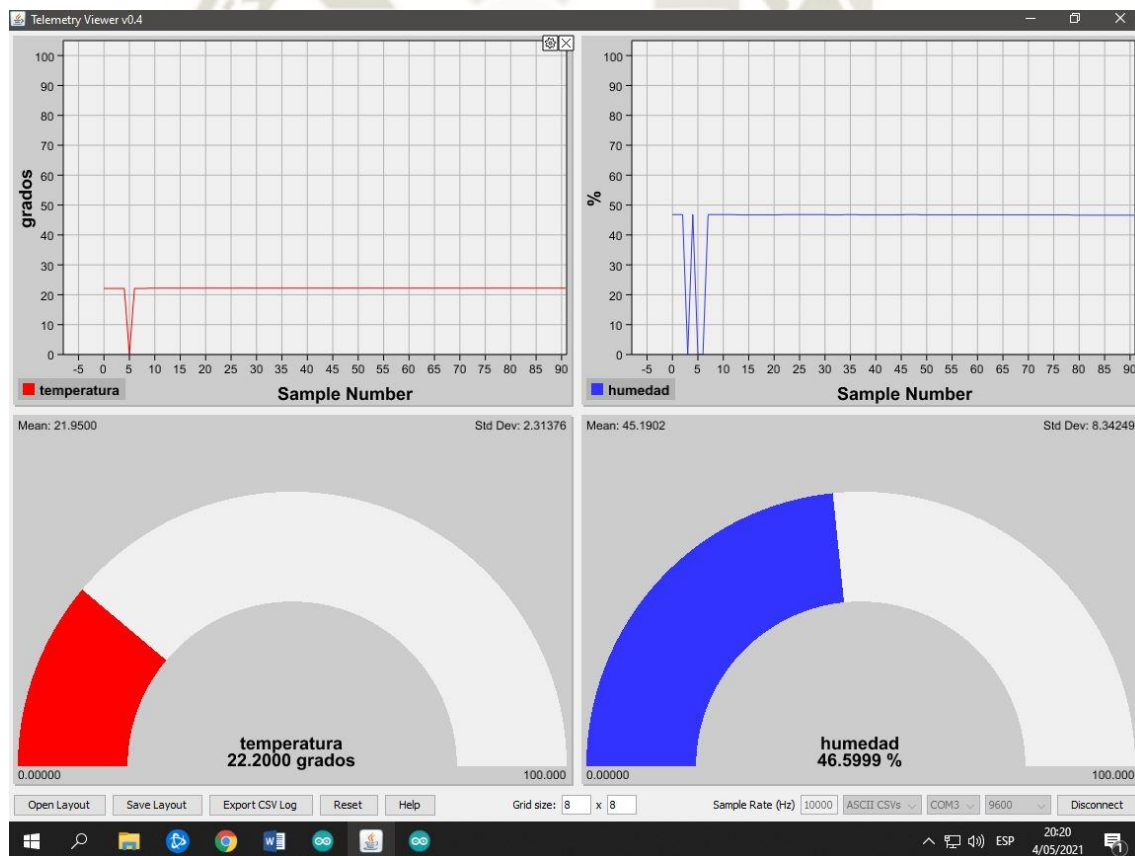 Telemetry Viewer v0.4
100
90
80
70
60
50
40
30
20
10
0
grados
-5 0 5 10 15 20 25 30 35 40 45 50 55 60 65 70 75 80 85 90
temperatura
Sample Number
100
90
80
70
60
50
40
30
20
10
0
%
-5 0 5 10 15 20 25 30 35 40 45 50 55 60 65 70 75 80 85 90
humedad
Sample Number
Mean: 21.9500
Std Dev: 2.31376
temperatura
22.2000 grados
0.00000
100.000
Mean: 45.1902
Std Dev: 8.34249
humedad
46.5999 %
0.00000
100.000
Open Layout Save Layout Export CSV Log Reset Help Grid size: 8 x 8 Sample Rate (Hz) 10000 ASCII CSVs COM3 9600 Disconnect
W
ESP
20:20
4/05/2021
1